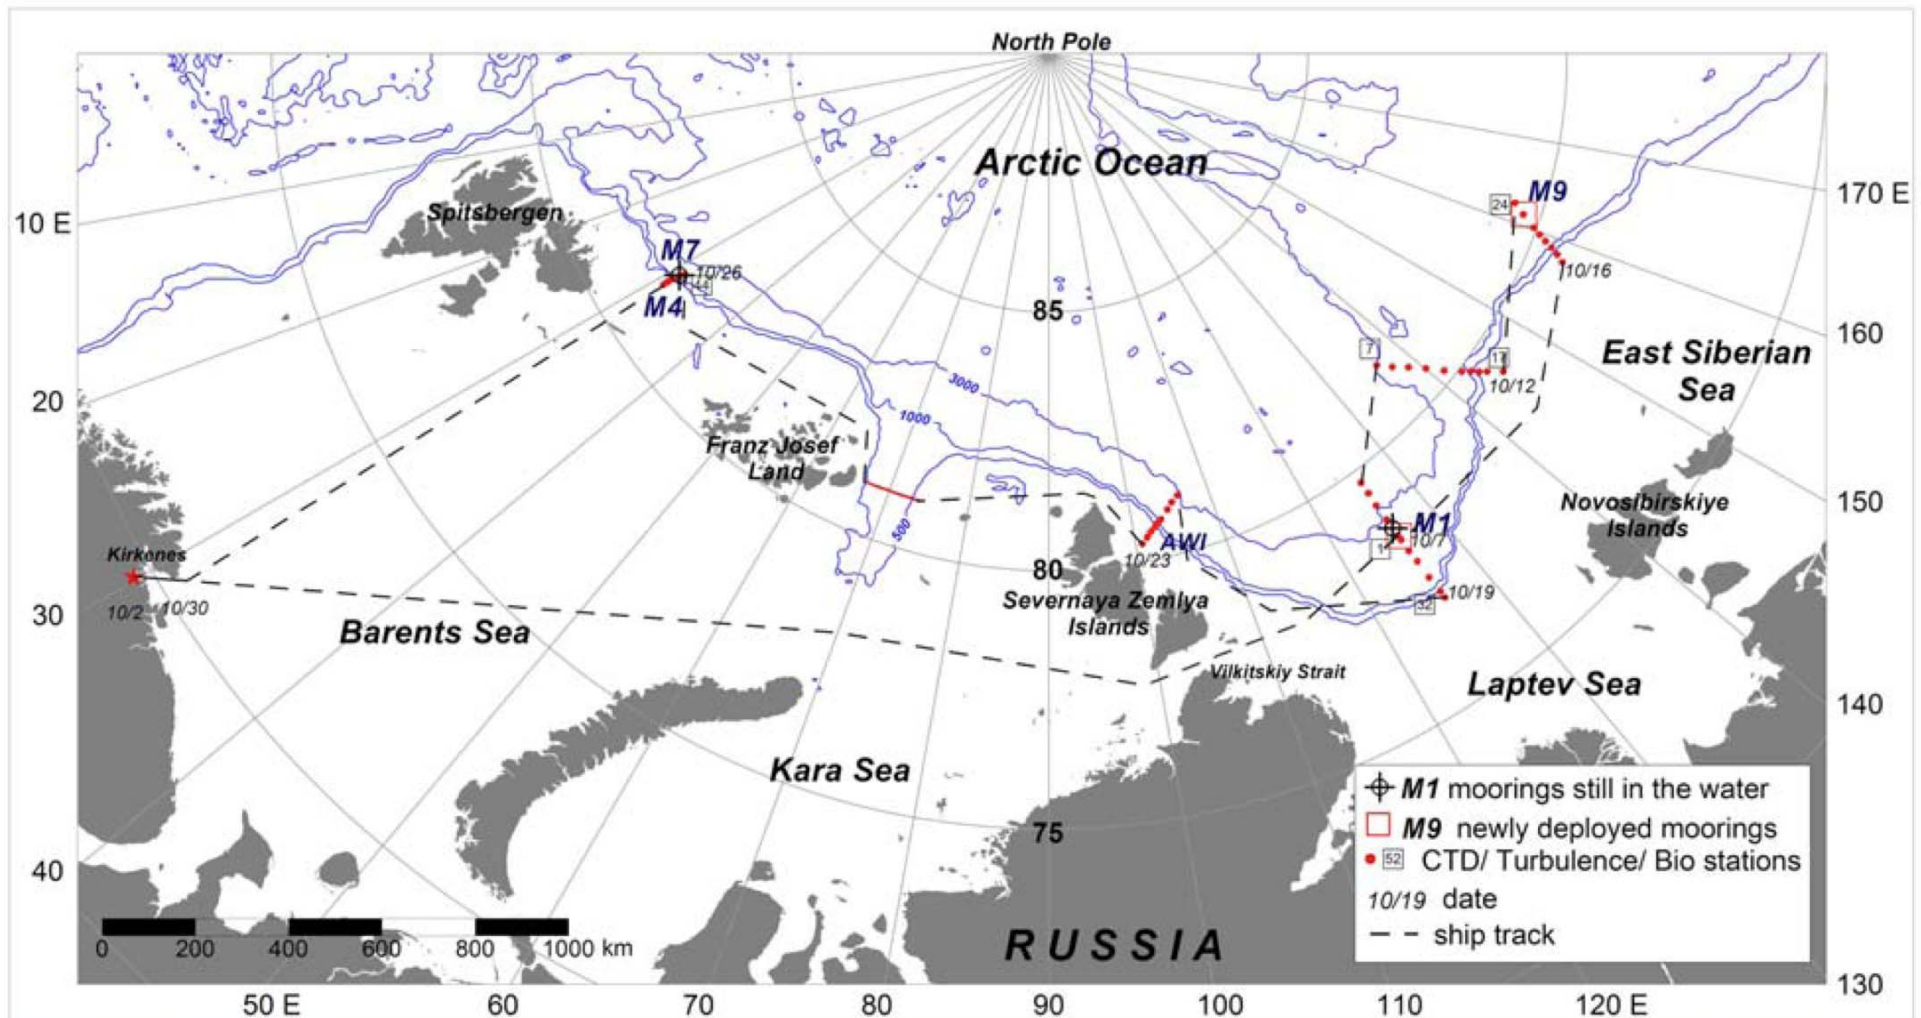 North Pole
Arctic Ocean
M9
24
170 E
10 E
Spitsbergen
M7
10/26
44
M4
10/16
85
160
East Siberian
Sea
7
17
10/12
3000
20
1000
Franz Josef
Land
Novosibirskiye
Islands
150
500
M1
10/7
1
AWI
10/23
Kirkenes
80
10/2
10/30
30
Severnaya Zemlya
Islands
10/19
32
Barents Sea
Vilkitskiy Strait
Laptev Sea
140
Kara Sea
75
M1 moorings still in the water
M9 newly deployed moorings
52 CTD/ Turbulence/ Bio stations
10/19 date
ship track
40
RUSSIA
0 200 400 600 800 1000 km
130
50 E 60 70 80 90 100 110 120 E